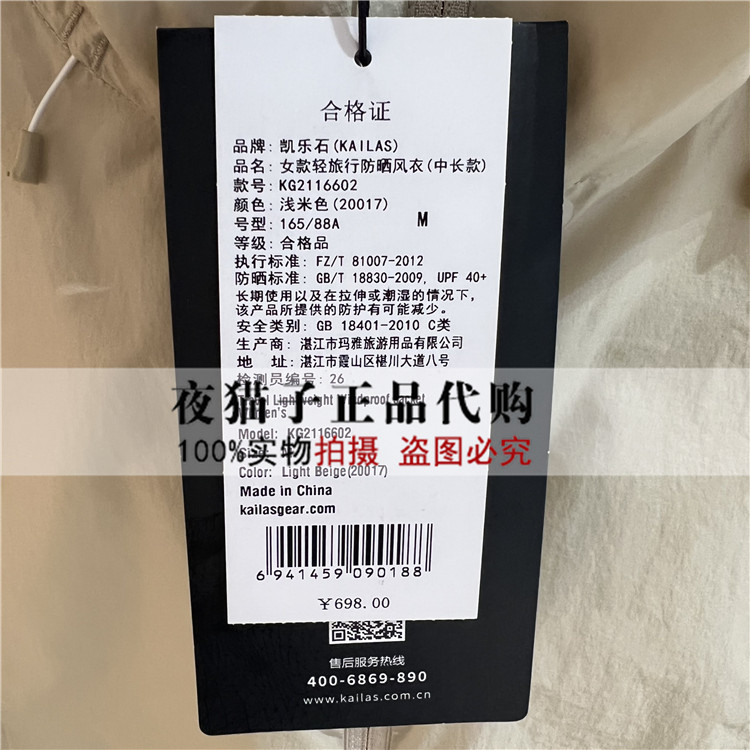 合格证
品牌: 凯乐石(KAILAS)
品名: 女款轻旅行防晒风衣(中长款)
款号: KG2116602
颜色: 浅米色(20017)
号型: 165/88A M
等级: 合格品
执行标准: FZ/T 81007-2012
防晒标准: GB/T 18830-2009, UPF 40+
长期使用以及在拉伸或潮湿的情况下,
该产品所提供的防护有可能减少。
安全类别: GB 18401-2010 C类
生产商: 湛江市玛雅旅游用品有限公司
地 址: 湛江市霞山区椹川大道八号
检测员编号: 26
夜猫子正品代购
Lightweight Windproof Jacket
Model: KG2116602
100%实物拍摄 盗图必究
Color: Light Beige(20017)
Made in China
kailasgear.com
6 941459 090188
￥698.00
售后服务热线
400-6869-890
www.kailas.com.cn